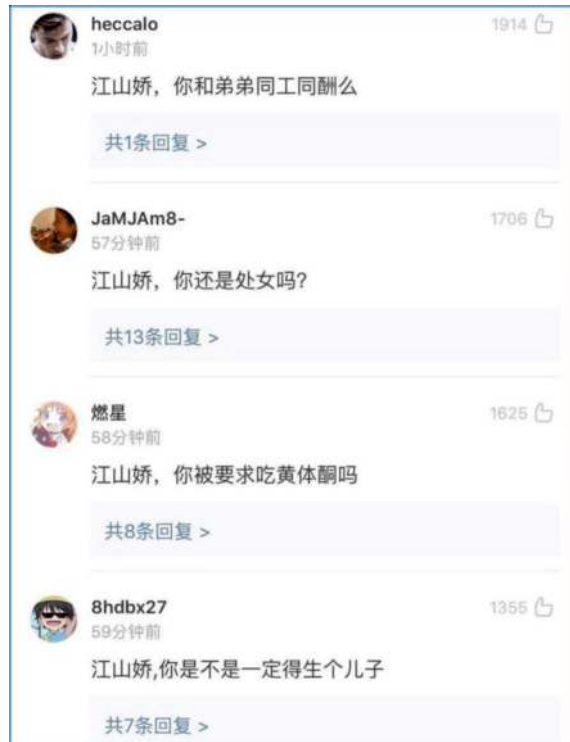 heccalo
1914
1小时前
江山娇，你和弟弟同工同酬么
共1条回复 >
JaMJAm8-
1706
57分钟前
江山娇，你还是处女吗?
共13条回复 >
燃星
1625
58分钟前
江山娇，你被要求吃黄体酮吗
共8条回复 >
8hdbx27
1355
59分钟前
江山娇,你是不是一定得生个儿子
共7条回复 >